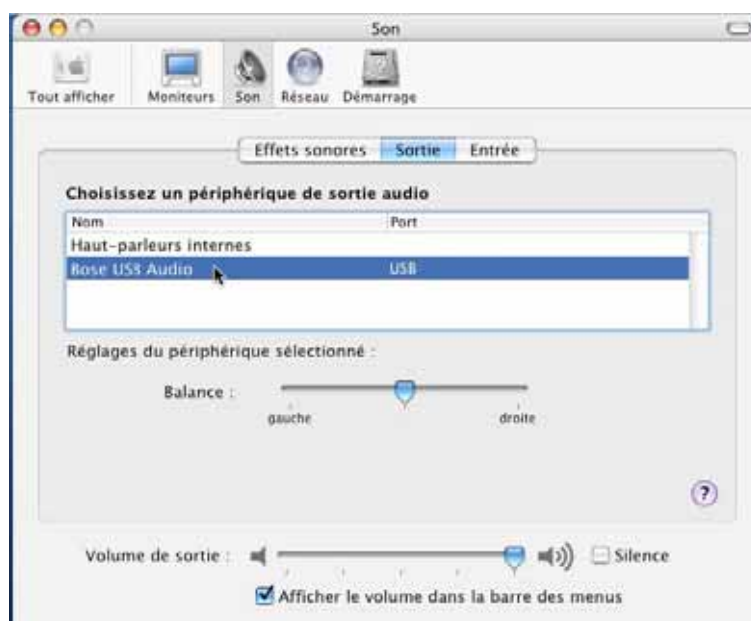 Son
Tout afficher
Moniteurs
Son
Réseau
Démarrage
Effets sonores
Sortie
Entrée
Choisissez un périphérique de sortie audio
Nom
Port
Haut-parleurs internes
Bose USB Audio
USB
Réglages du périphérique sélectionné :
Balance :
gauche
droite
?
Volume de sortie :
Silence
Afficher le volume dans la barre des menus